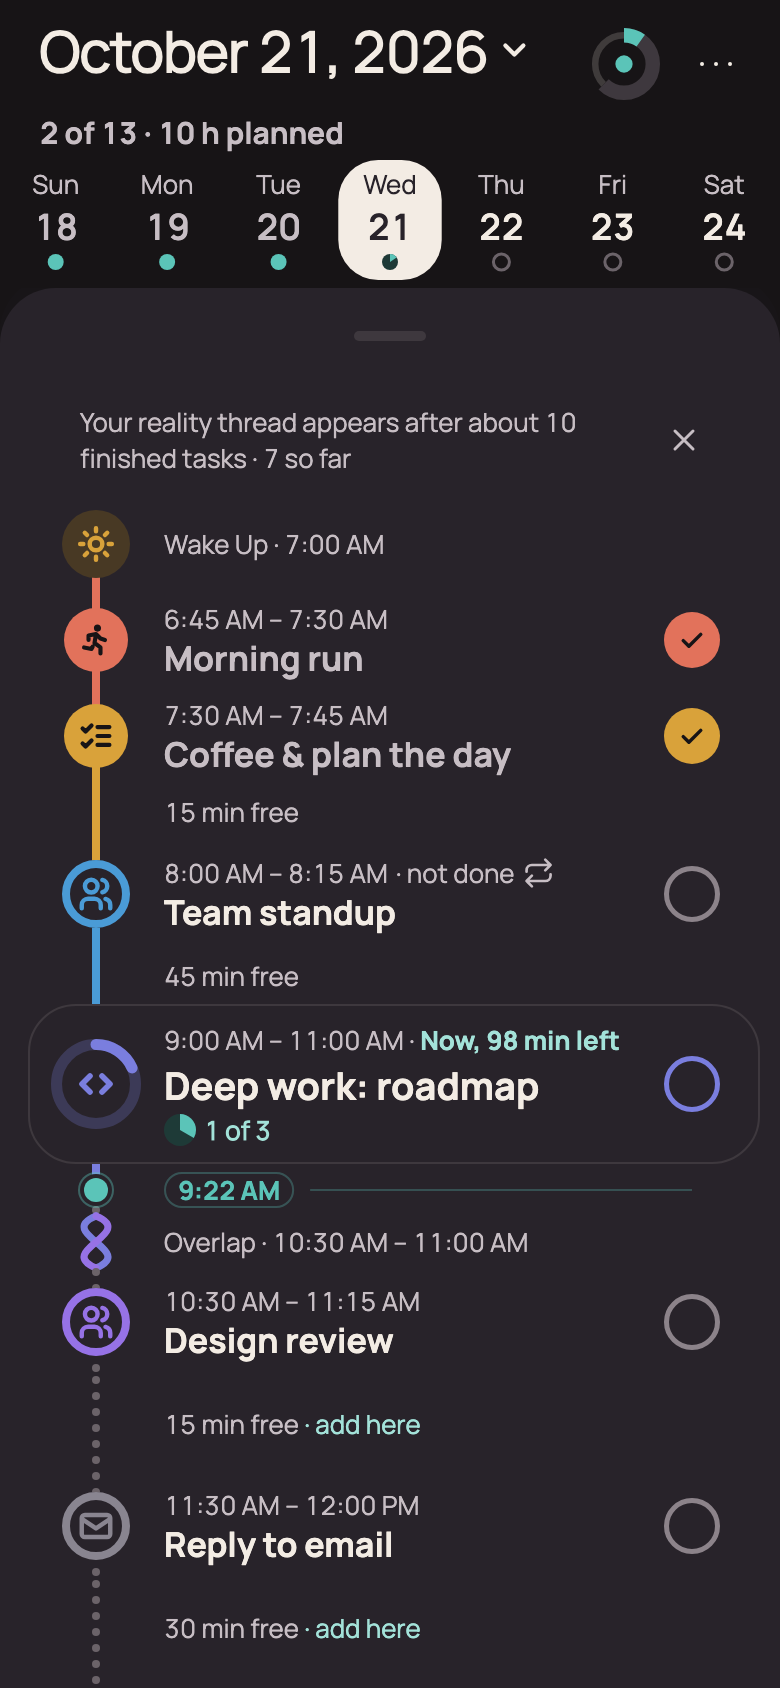 October 21, 2026
2 of 13 · 10 h planned
Sun Mon Tue Wed Thu Fri Sat
18 19 20 21 22 23 24
Your reality thread appears after about 10
finished tasks · 7 so far
Wake Up · 7:00 AM
6:45 AM – 7:30 AM
Morning run
7:30 AM – 7:45 AM
Coffee & plan the day
15 min free
8:00 AM – 8:15 AM · not done
Team standup
45 min free
9:00 AM – 11:00 AM · Now, 98 min left
Deep work: roadmap
1 of 3
9:22 AM
Overlap · 10:30 AM – 11:00 AM
10:30 AM – 11:15 AM
Design review
15 min free · add here
11:30 AM – 12:00 PM
Reply to email
30 min free · add here